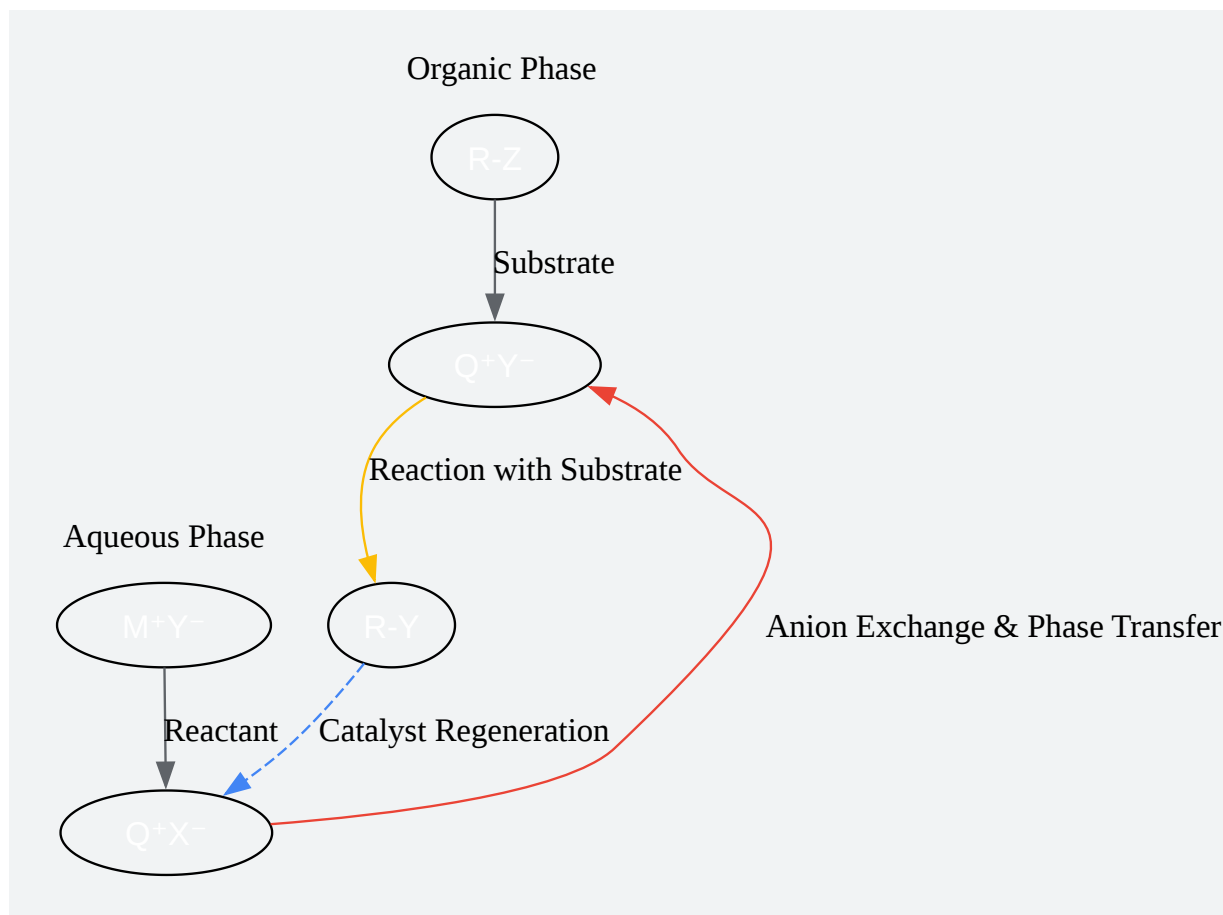 Organic Phase
R-Z
Substrate
Q⁺Y⁻
Reaction with Substrate
Aqueous Phase
M⁺Y⁻
R-Y
Anion Exchange & Phase Transfer
Reactant
Catalyst Regeneration
Q⁺X⁻